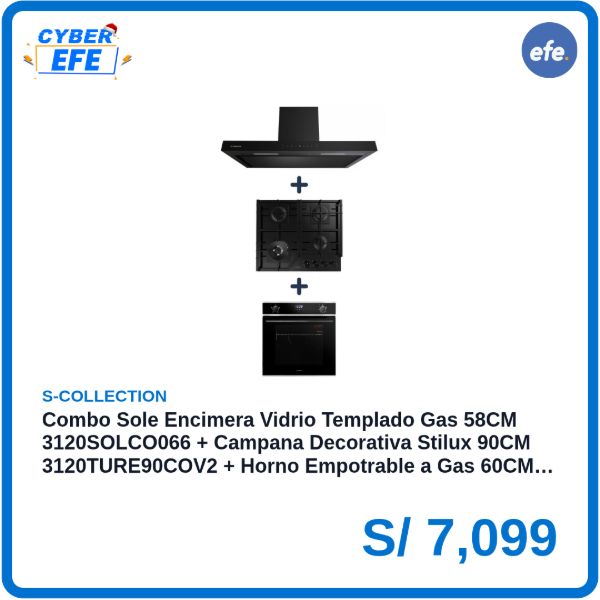 CYBER
EFE
efe.
S-COLLECTION
Combo Sole Encimera Vidrio Templado Gas 58CM
3120SOLCO066 + Campana Decorativa Stilux 90CM
3120TURE90COV2 + Horno Empotrable a Gas 60CM…
S/ 7,099